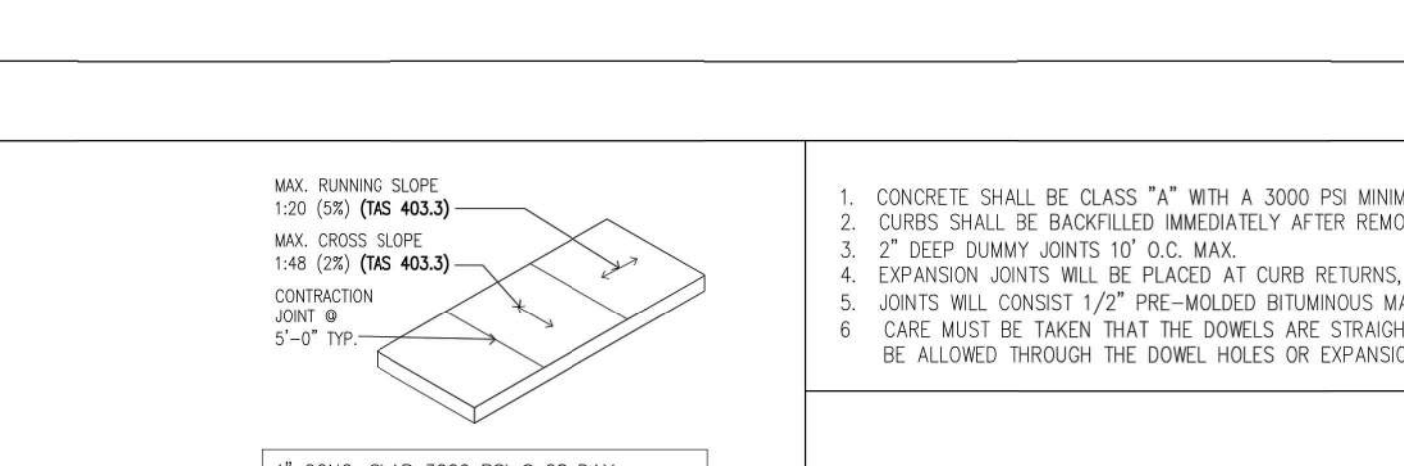 MAX. RUNNING SLOPE
1:20 (5%) (TAS 403.3)
MAX. CROSS SLOPE
1:48 (2%) (TAS 403.3)
CONTRACTION
JOINT @
5'-0" TYP.
1. CONCRETE SHALL BE CLASS "A" WITH A 3000 PSI MINIM
2. CURBS SHALL BE BACKFILLED IMMEDIATELY AFTER REMO
3. 2" DEEP DUMMY JOINTS 10' O.C. MAX.
4. EXPANSION JOINTS WILL BE PLACED AT CURB RETURNS,
5. JOINTS WILL CONSIST 1/2" PRE-MOLDED BITUMINOUS MA
6 CARE MUST BE TAKEN THAT THE DOWELS ARE STRAIGH
BE ALLOWED THROUGH THE DOWEL HOLES OR EXPANSIO